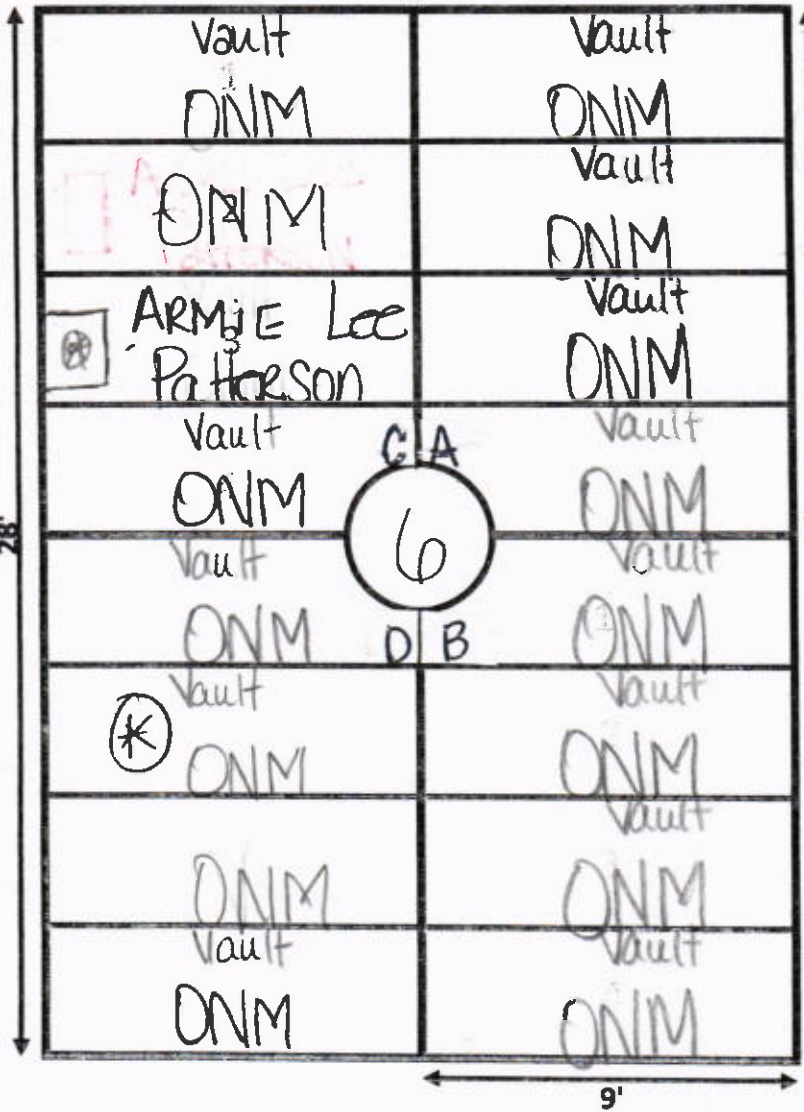 Vault Vault
ONM ONM
Vault
ONM ONM
ARMIE Lee Vault
Patterson ONM
Vault C A Vault
ONM ONM
28'
6
Vault Vault
ONM D B ONM
Vault Vault
ONM ONM
Vault
ONM ONM
Vault Vault
ONM ONM
9'